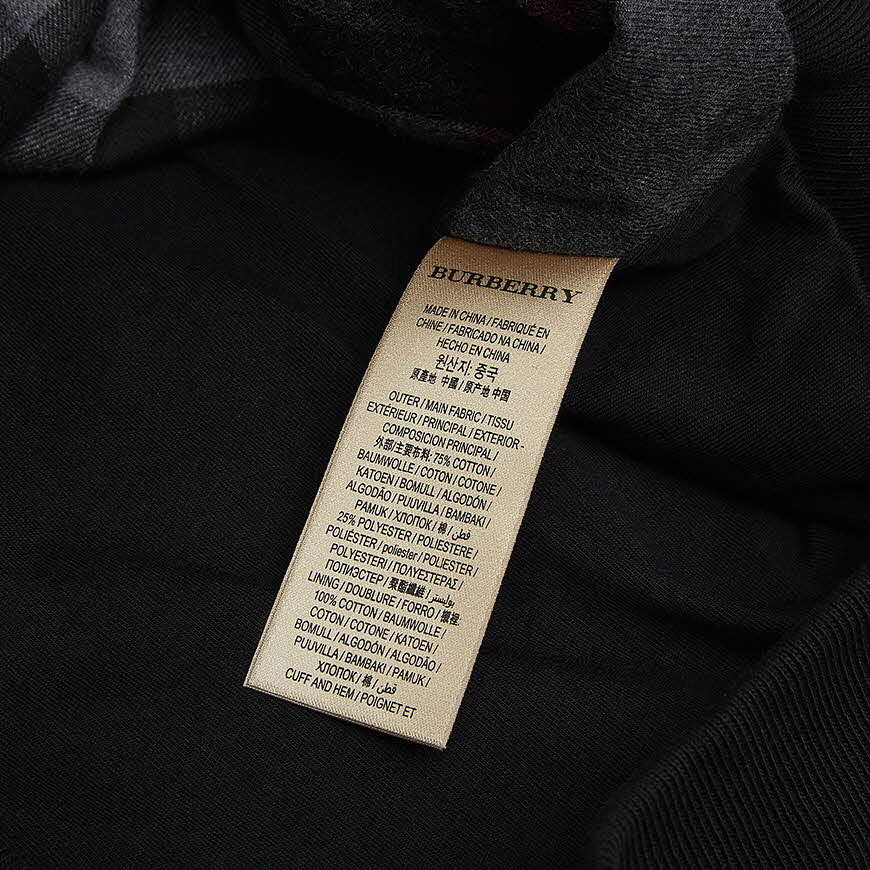 BURBERRY
MADE IN CHINA / FABRIQUÉ EN
CHINE / FABRICADO NA CHINA /
HECHO EN CHINA
원산지: 중국
原產地 中國 / 原产地 中国
OUTER / MAIN FABRIC / TISSU
EXTÉRIEUR / PRINCIPAL / EXTERIOR -
COMPOSICION PRINCIPAL /
外部/主要布料: 75% COTTON /
BAUMWOLLE / COTON / COTONE /
KATOEN / BOMULL / ALGODÓN /
ALGODÃO / PUUVILLA / BAMBAKI /
PAMUK / ХЛОПОК / 棉 / قطن
25% POLYESTER / POLIESTERE /
POLIÉSTER / poliester / POLIESTER /
POLYESTERI / ΠΟΛΥΕΣΤΕΡΑΣ /
ПОЛИЭСТЕР / 聚酯纖維 / بوليستر
LINING / DOUBLURE / FORRO / 襯裡.
100% COTTON / BAUMWOLLE /
COTON / COTONE / KATOEN /
BOMULL / ALGODÓN / ALGODÃO /
PUUVILLA / BAMBAKI / PAMUK /
ХЛОПОК / 棉 / قطن
CUFF AND HEM / POIGNET ET